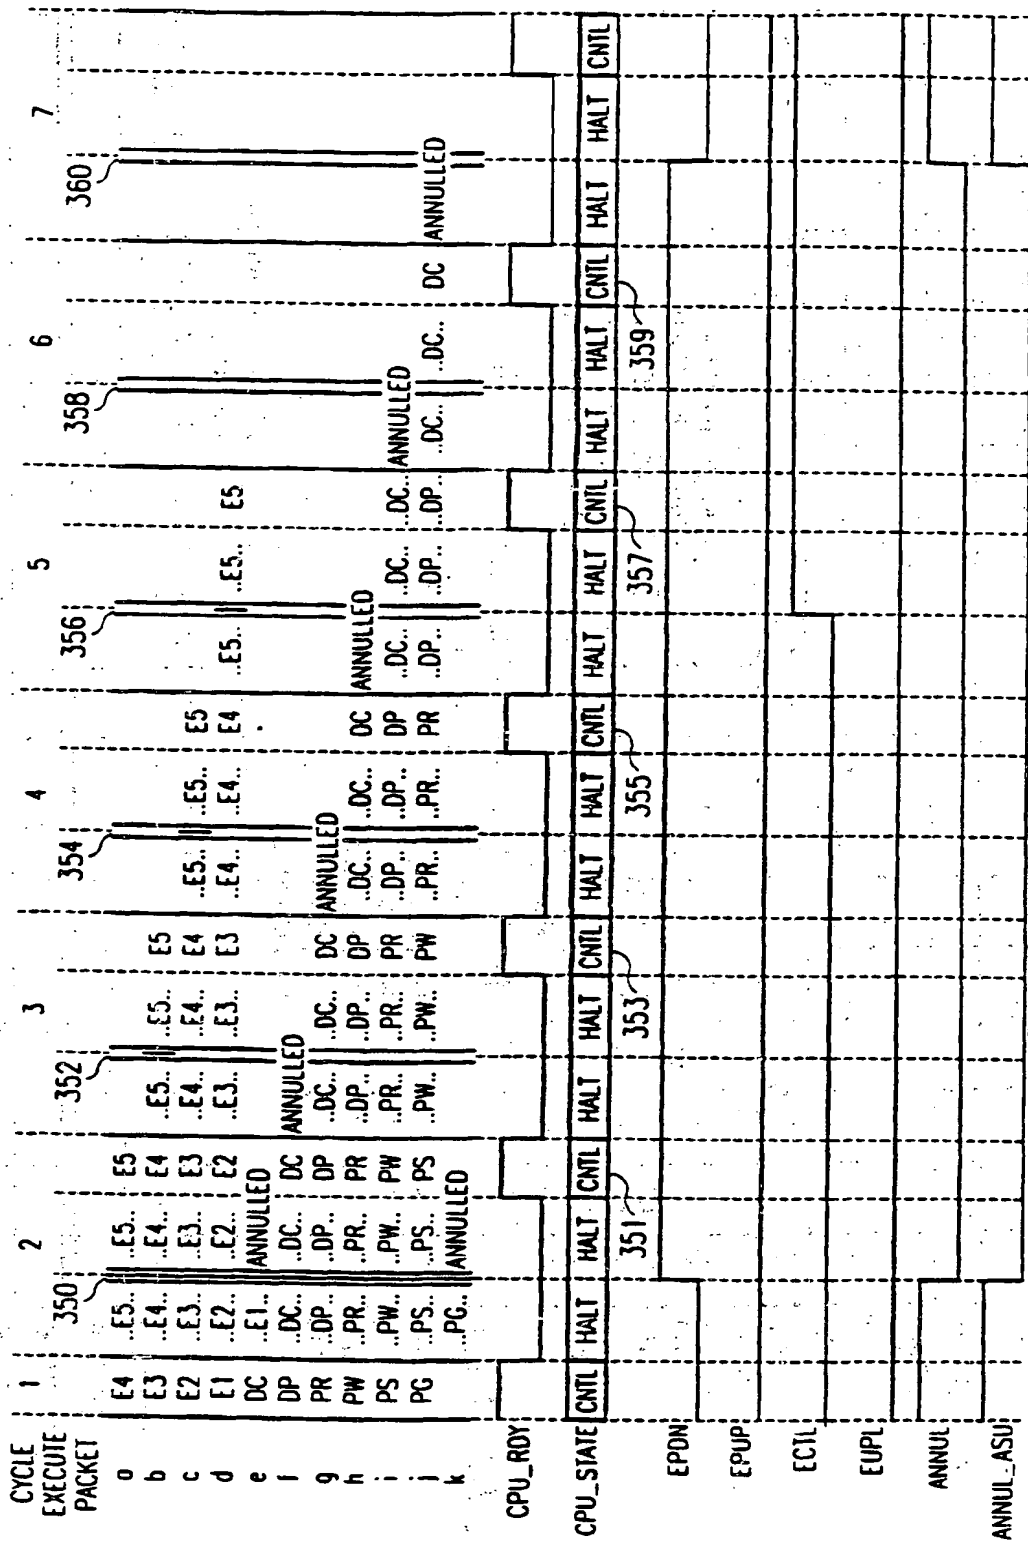 CYCLE 1 2 3 4 5 6 7
EXECUTE PACKET 350 352 354 356 358 360
a E4 ..E5.. ..E5.. E5
b E3 ..E4.. ..E4.. E4 ..E5.. ..E5.. E5
c E2 ..E3.. ..E3.. E3 ..E4.. ..E4.. E4 ..E5.. ..E5.. E5
d E1 ..E2.. ..E2.. E2 ..E3.. ..E3.. E3 ..E4.. ..E4.. E4 ..E5.. ..E5.. E5
e DC ..E1.. ANNULLED
f DP ..DC.. ..DC.. DC ANNULLED
g PR ..DP.. ..DP.. DP ..DC.. ..DC.. DC ANNULLED
h PW ..PR.. ..PR.. PR ..DP.. ..DP.. DP ..DC.. ..DC.. DC ANNULLED
i PS ..PW.. ..PW.. PW ..PR.. ..PR.. PR ..DP.. ..DP.. DP ..DC.. ..DC.. ..DC.. ANNULLED
j PG ..PS.. ..PS.. PS ..PW.. ..PW.. PW ..PR.. ..PR.. PR ..DP.. ..DP.. ..DP.. ..DC.. ..DC.. DC ANNULLED
k ..PG.. ANNULLED
CPU_RDY
CPU_STATE CNTL HALT HALT CNTL HALT HALT CNTL HALT HALT CNTL HALT HALT CNTL HALT HALT CNTL HALT HALT CNTL
351 353 355 357 359
EPDN
EPUP
ECTL
EUPL
ANNUL
ANNUL_ASU